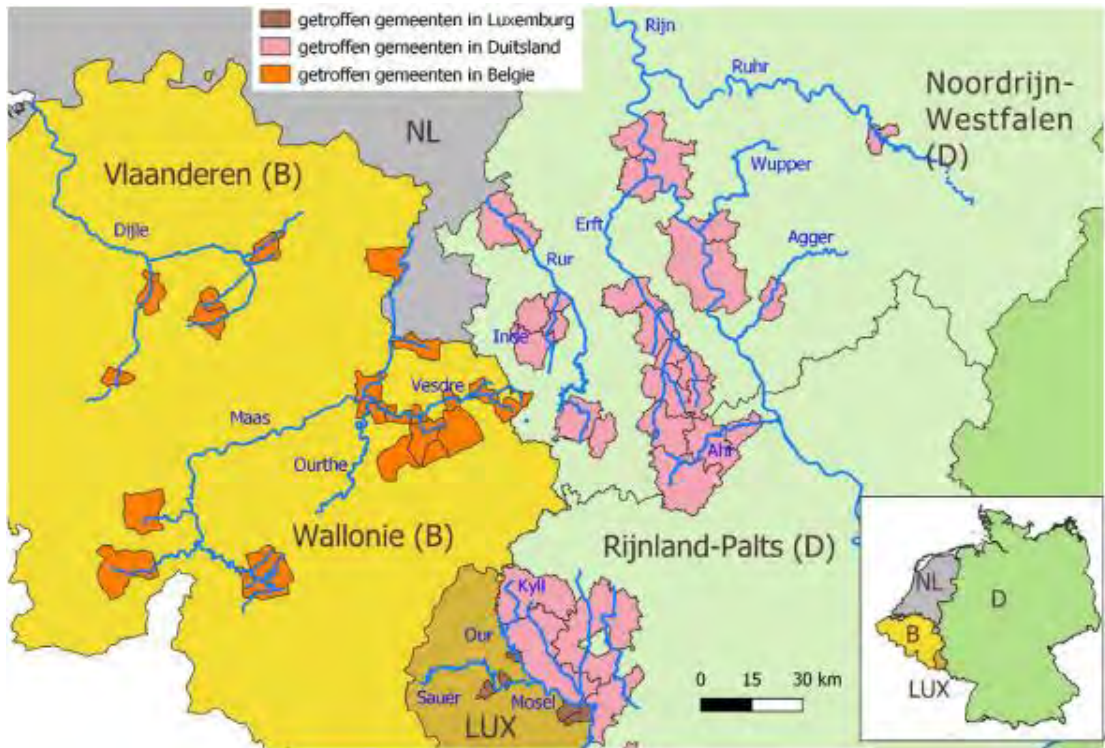 getroffen gemeenten in Luxemburg
getroffen gemeenten in Duitsland
getroffen gemeenten in Belgie
Rijn
Ruhr
Noordrijn-
Westfalen
(D)
NL
Vlaanderen (B)
Wupper
Dijle
Erft
Agger
Rur
Inde
Vesdre
Maas
Ahr
Ourthe
Wallonie (B)
Rijnland-Palts (D)
Kyll
Our
Sauer
Mosel
LUX
0 15 30 km
NL
D
B
LUX